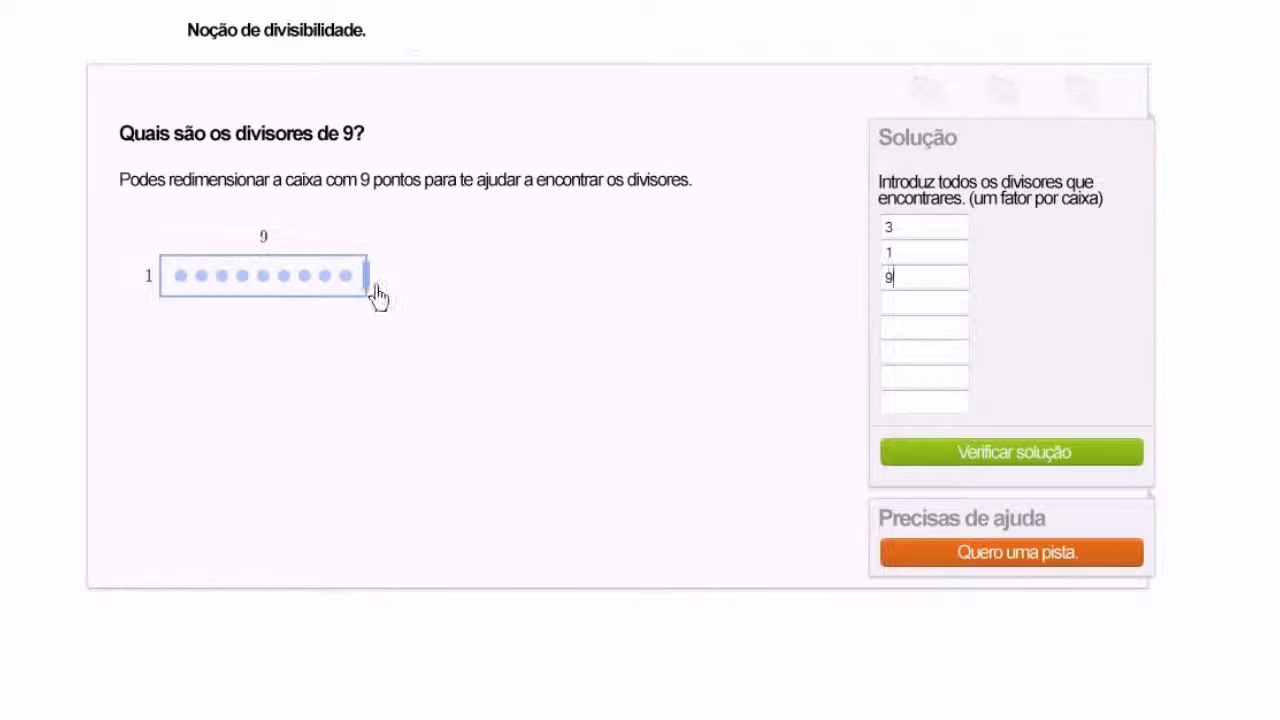 Noção de divisibilidade.
Quais são os divisores de 9?
Podes redimensionar a caixa com 9 pontos para te ajudar a encontrar os divisores.
9
1
Solução
Introduz todos os divisores que
encontrares. (um fator por caixa)
3
1
9
Verificar solução
Precisas de ajuda
Quero uma pista.